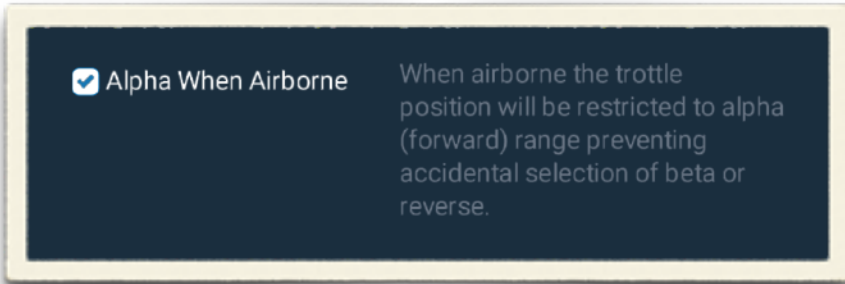 Alpha When Airborne
When airborne the trottle
position will be restricted to alpha
(forward) range preventing
accidental selection of beta or
reverse.